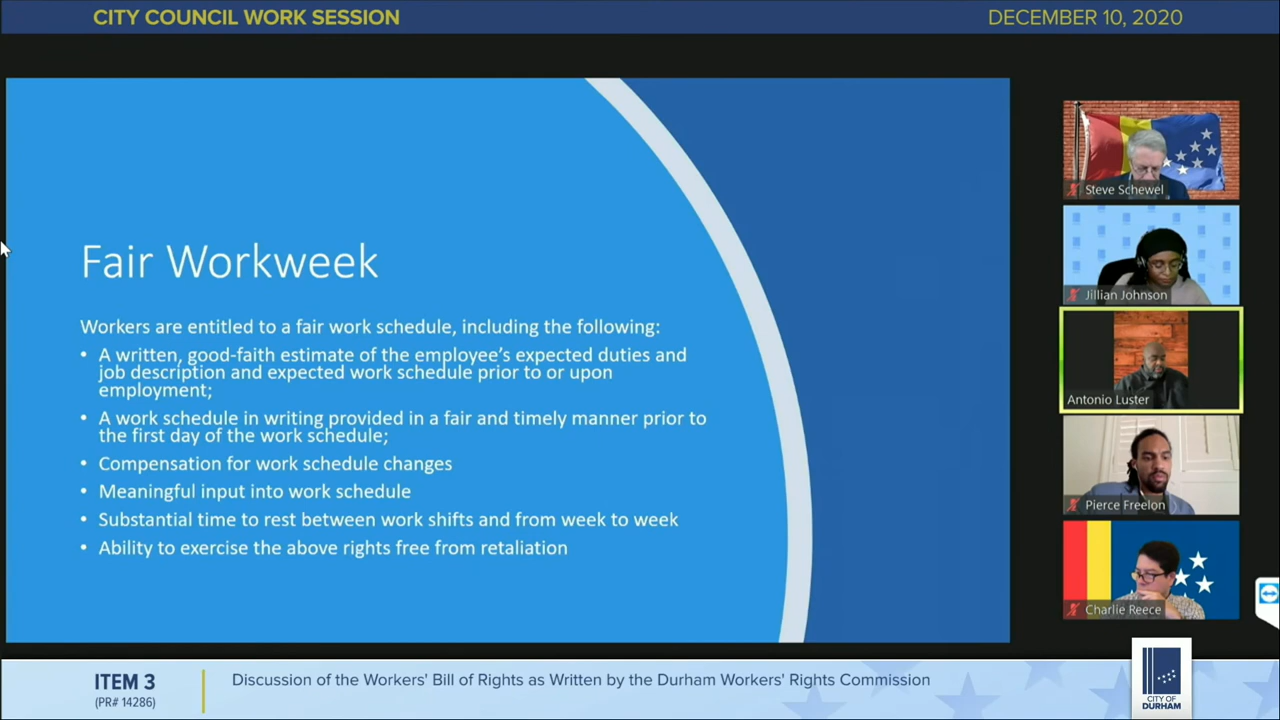 CITY COUNCIL WORK SESSION
DECEMBER 10, 2020
Fair Workweek
Workers are entitled to a fair work schedule, including the following:
• A written, good-faith estimate of the employee's expected duties and
job description and expected work schedule prior to or upon
employment;
• A work schedule in writing provided in a fair and timely manner prior to
the first day of the work schedule;
• Compensation for work schedule changes
• Meaningful input into work schedule
• Substantial time to rest between work shifts and from week to week
• Ability to exercise the above rights free from retaliation
Steve Schewel
Jillian Johnson
Antonio Luster
Pierce Freelon
Charlie Reece
ITEM 3
(PR# 14286)
Discussion of the Workers' Bill of Rights as Written by the Durham Workers' Rights Commission
CITY OF
DURHAM